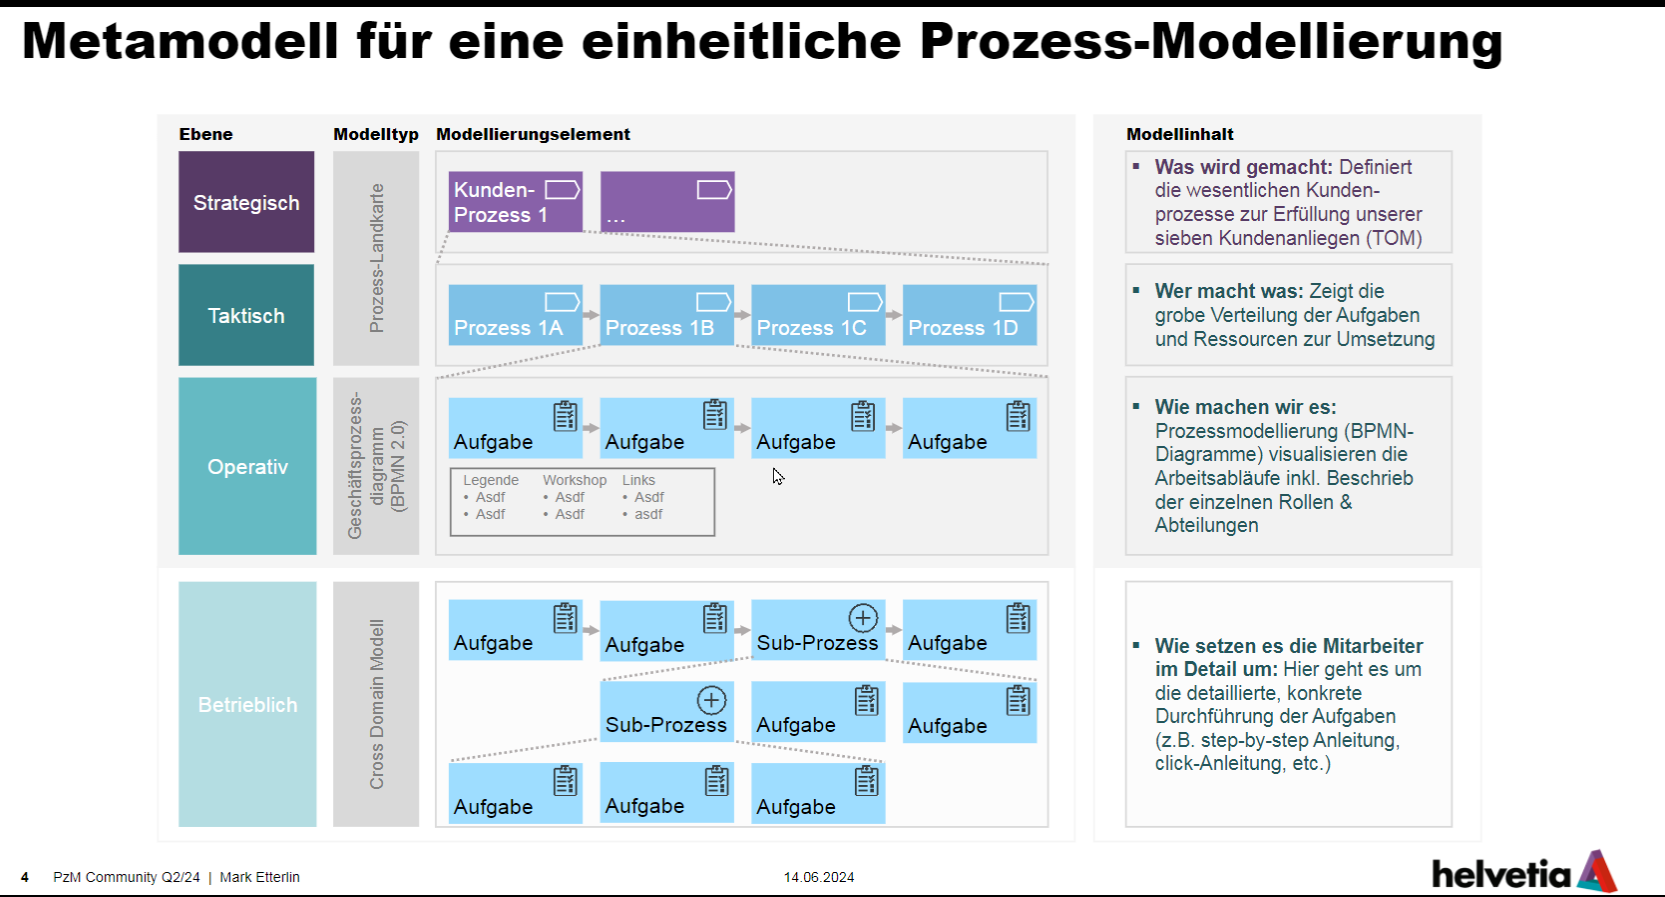 Metamodell für eine einheitliche Prozess-Modellierung
Ebene
Modelltyp
Modellierungselement
Modellinhalt
Strategisch
Prozess-Landkarte
Kunden-
Prozess 1
...
▪ Was wird gemacht: Definiert
die wesentlichen Kunden-
prozesse zur Erfüllung unserer
sieben Kundenanliegen (TOM)
Taktisch
Prozess 1A
Prozess 1B
Prozess 1C
Prozess 1D
▪ Wer macht was: Zeigt die
grobe Verteilung der Aufgaben
und Ressourcen zur Umsetzung
Operativ
Geschäftsprozess-
diagramm
(BPMN 2.0)
Aufgabe
Aufgabe
Aufgabe
Aufgabe
Legende
• Asdf
• Asdf
Workshop
• Asdf
• Asdf
Links
• Asdf
• asdf
▪ Wie machen wir es:
Prozessmodellierung (BPMN-
Diagramme) visualisieren die
Arbeitsabläufe inkl. Beschrieb
der einzelnen Rollen &
Abteilungen
Betrieblich
Cross Domain Modell
Aufgabe
Aufgabe
Sub-Prozess
Aufgabe
Sub-Prozess
Aufgabe
Aufgabe
Aufgabe
Aufgabe
Aufgabe
▪ Wie setzen es die Mitarbeiter
im Detail um: Hier geht es um
die detaillierte, konkrete
Durchführung der Aufgaben
(z.B. step-by-step Anleitung,
click-Anleitung, etc.)
4 PzM Community Q2/24 | Mark Etterlin
14.06.2024
helvetia